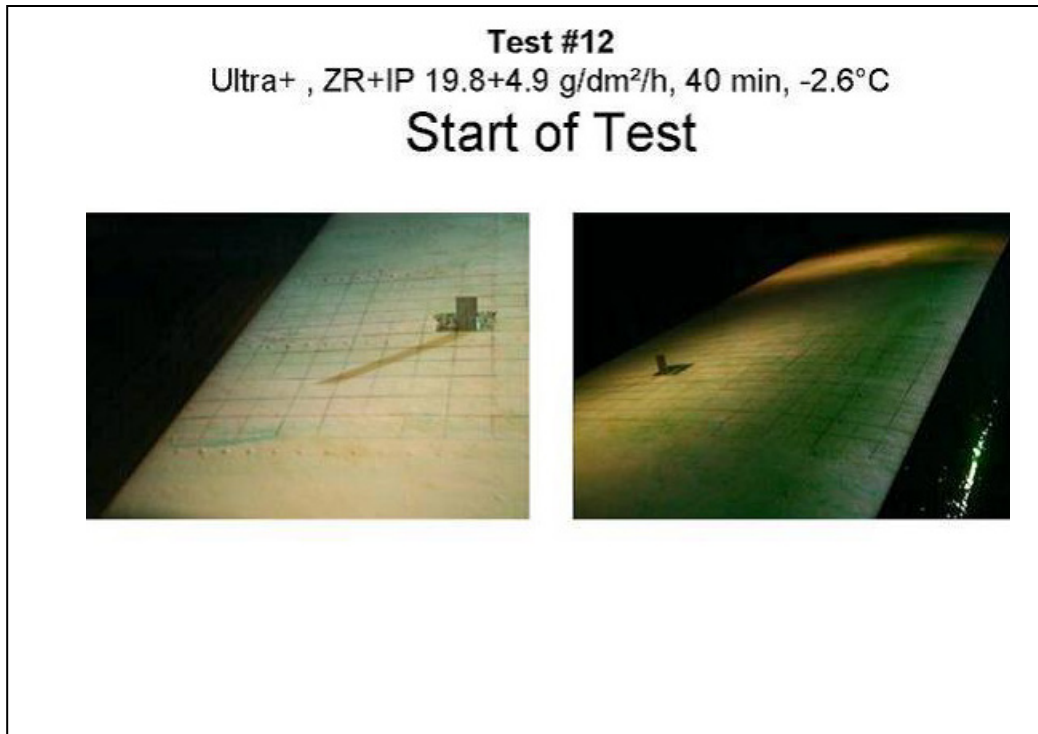 Test #12
Ultra+ , ZR+IP 19.8+4.9 g/dm²/h, 40 min, -2.6°C
Start of Test